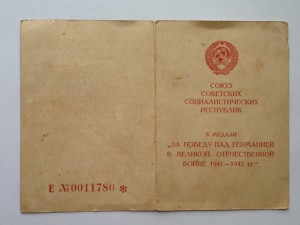 Е №0011780 *
СОЮЗ
СОВЕТСКИХ
СОЦИАЛИСТИЧЕСКИХ
РЕСПУБЛИК
К МЕДАЛИ
„ЗА ПОБЕДУ НАД ГЕРМАНИЕЙ
В ВЕЛИКОЙ ОТЕЧЕСТВЕННОЙ
ВОЙНЕ 1941—1945 гг.“